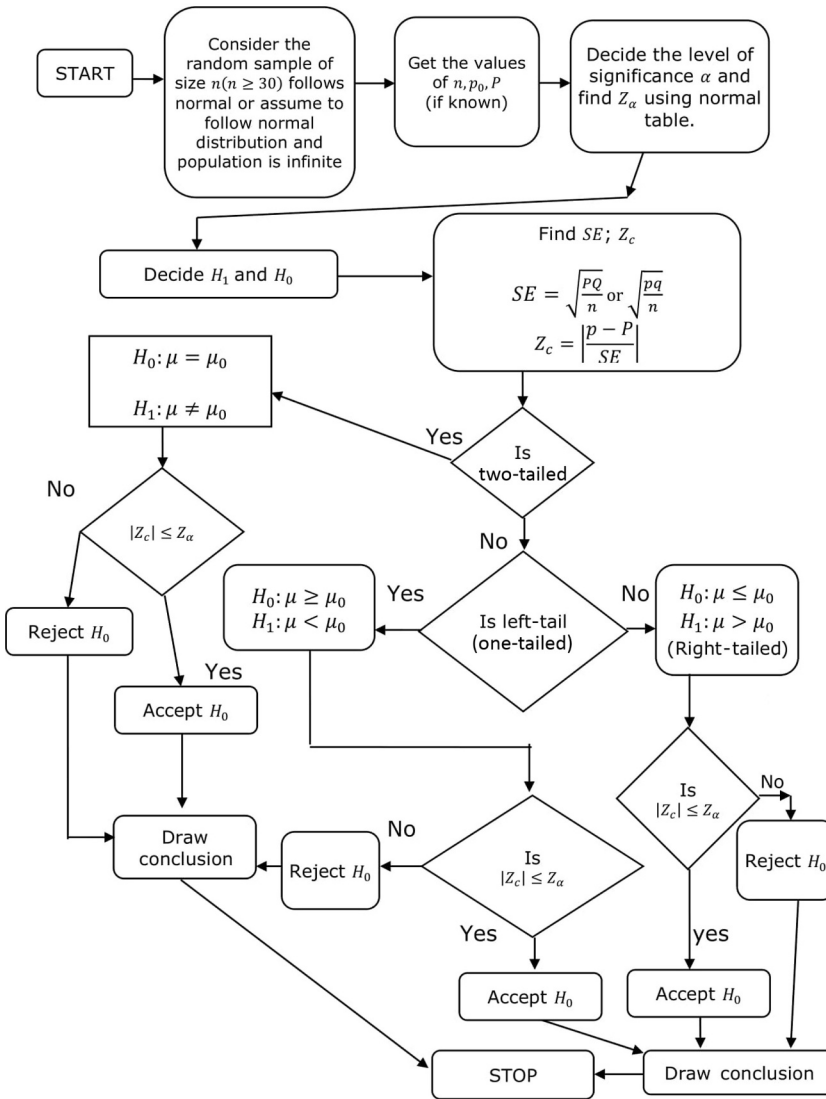 START
Consider the
random sample of
size n(n ≥ 30) follows
normal or assume to
follow normal
distribution and
population is infinite
Get the values
of n, p₀, P
(if known)
Decide the level of
significance α and
find Zα using normal
table.
Decide H₁ and H₀
Find SE; Z_c
SE = √(PQ/n) or √(pq/n)
Z_c = |(p − P)/SE|
H₀: μ = μ₀
H₁: μ ≠ μ₀
Yes
Is
two-tailed
No
|Z_c| ≤ Zα
No
H₀: μ ≥ μ₀
H₁: μ < μ₀
Yes
Is left-tail
(one-tailed)
No
H₀: μ ≤ μ₀
H₁: μ > μ₀
(Right-tailed)
Reject H₀
Yes
Accept H₀
Is
|Z_c| ≤ Zα
No
Draw
conclusion
Reject H₀
No
Is
|Z_c| ≤ Zα
Reject H₀
Yes
yes
Accept H₀
Accept H₀
STOP
Draw conclusion